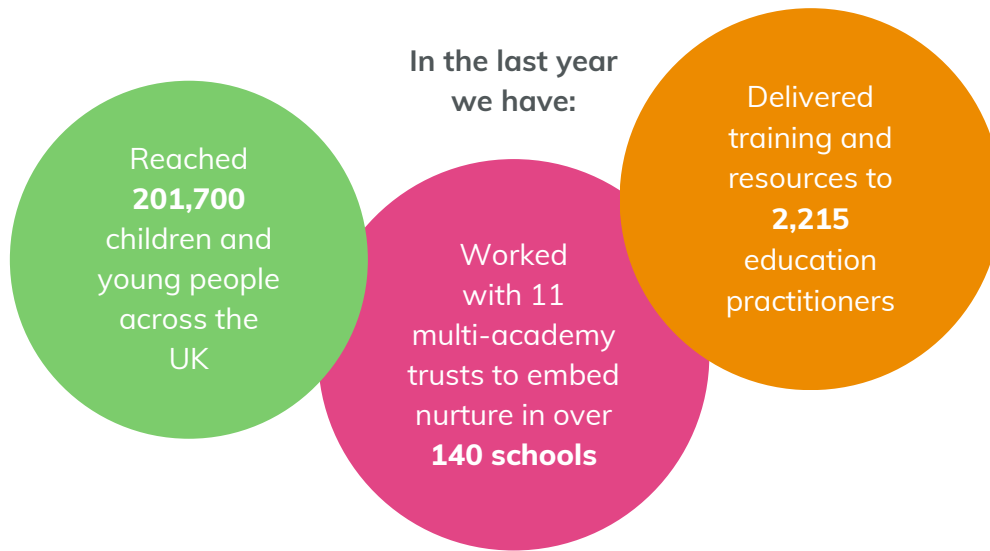 In the last year
we have:
Reached
201,700
children and
young people
across the
UK
Worked
with 11
multi-academy
trusts to embed
nurture in over
140 schools
Delivered
training and
resources to
2,215
education
practitioners